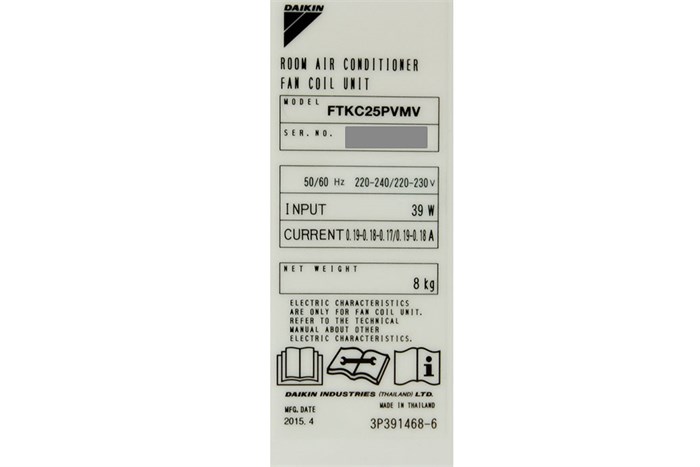 DAIKIN
ROOM AIR CONDITIONER
FAN COIL UNIT
MODEL FTKC25PVMV
SER.NO.
50/60 Hz 220-240/220-230 V
INPUT 39 W
CURRENT 0.19-0.18-0.17/0.19-0.18 A
NET WEIGHT
8 kg
ELECTRIC CHARACTERISTICS
ARE ONLY FOR FAN COIL UNIT.
REFER TO THE TECHNICAL
MANUAL ABOUT OTHER
ELECTRIC CHARACTERISTICS.
i
DAIKIN INDUSTRIES (THAILAND) LTD.
MFG. DATE MADE IN THAILAND
2015. 4 3P391468-6